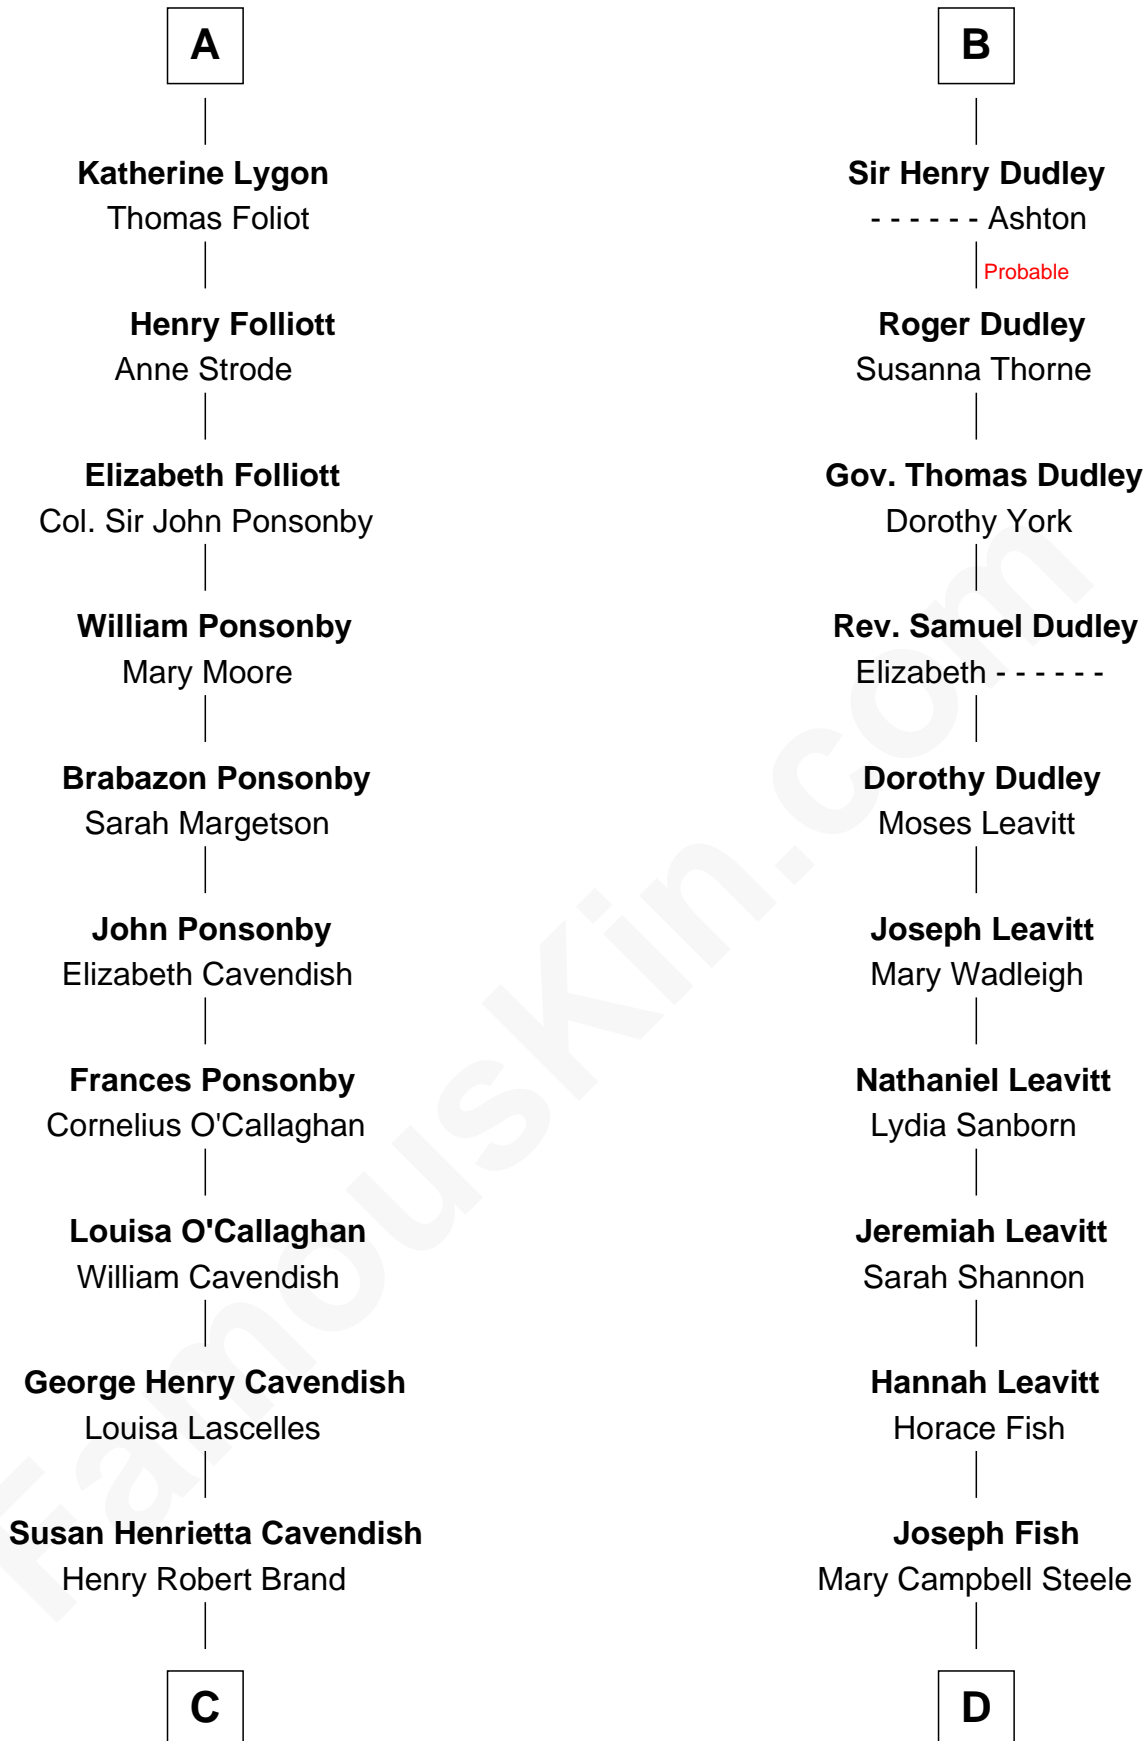 A
Katherine Lygon
Thomas Foliot
Henry Folliott
Anne Strode
Elizabeth Folliott
Col. Sir John Ponsonby
William Ponsonby
Mary Moore
Brabazon Ponsonby
Sarah Margetson
John Ponsonby
Elizabeth Cavendish
Frances Ponsonby
Cornelius O'Callaghan
Louisa O'Callaghan
William Cavendish
George Henry Cavendish
Louisa Lascelles
Susan Henrietta Cavendish
Henry Robert Brand
C
B
Sir Henry Dudley
- - - - - - Ashton
Probable
Roger Dudley
Susanna Thorne
Gov. Thomas Dudley
Dorothy York
Rev. Samuel Dudley
Elizabeth - - - - - -
Dorothy Dudley
Moses Leavitt
Joseph Leavitt
Mary Wadleigh
Nathaniel Leavitt
Lydia Sanborn
Jeremiah Leavitt
Sarah Shannon
Hannah Leavitt
Horace Fish
Joseph Fish
Mary Campbell Steele
D
FamousKin.com